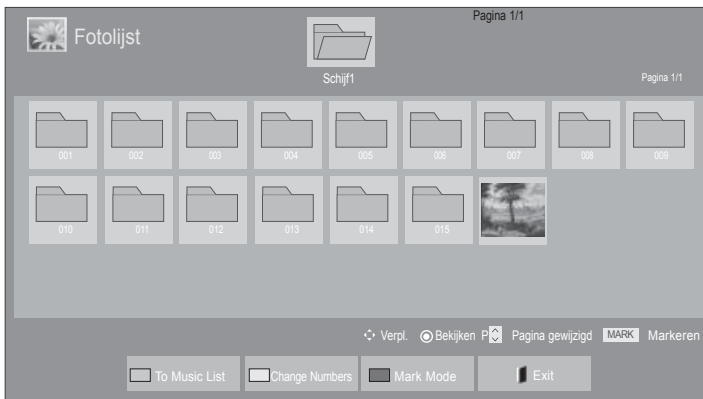 Pagina 1/1
Fotolijst
Schijf1
Pagina 1/1
001 002 003 004 005 006 007 008 009
010 011 012 013 014 015
Verpl. Bekijken P Pagina gewijzigd MARK Markeren
To Music List Change Numbers Mark Mode Exit